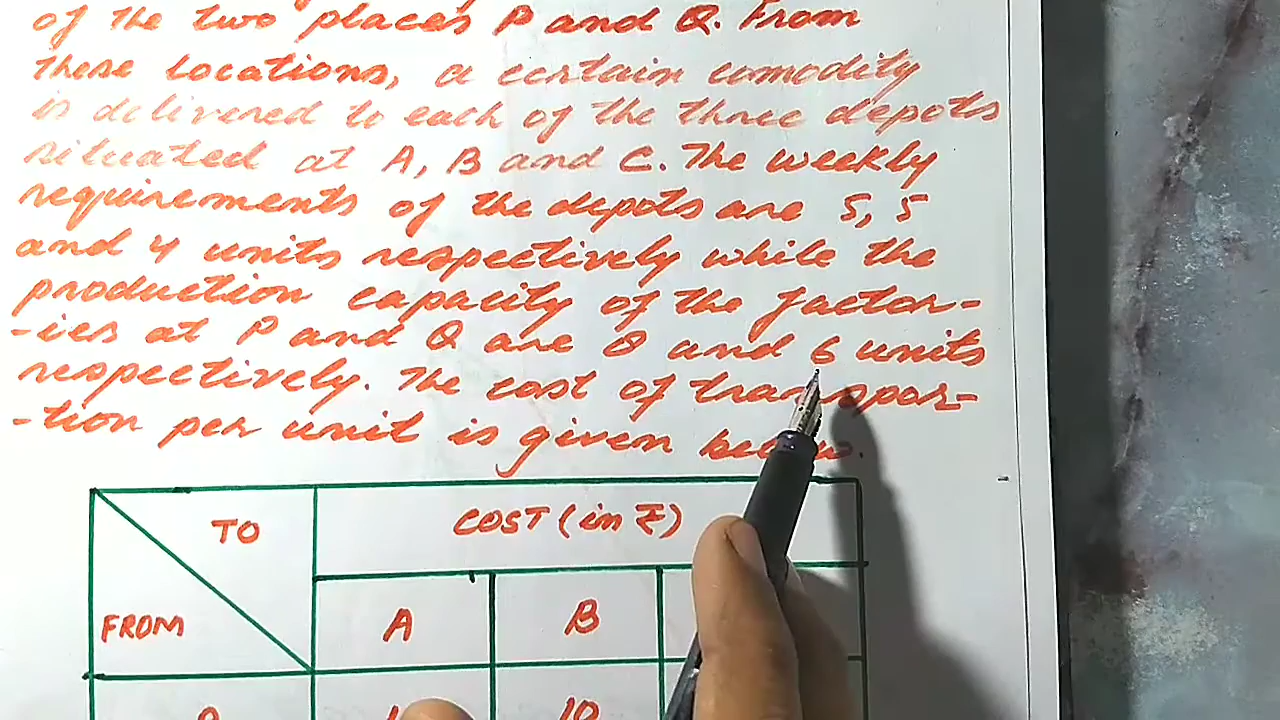 of the two places P and Q. From
these locations, a certain comodity
is delivered to each of the three depots
situated at A, B and C. The weekly
requirements of the depots are 5, 5
and 4 units respectively while the
production capacity of the factor-
-ies at P and Q are 8 and 6 units
respectively. The cost of transpor-
-tion per unit is given below.
TO
COST (in ₹)
FROM
A
B
10